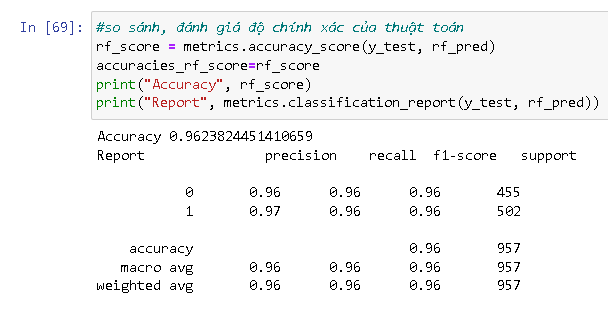 In [69]: #so sánh, đánh giá độ chính xác của thuật toán
rf_score = metrics.accuracy_score(y_test, rf_pred)
accuracies_rf_score=rf_score
print("Accuracy", rf_score)
print("Report", metrics.classification_report(y_test, rf_pred))
Accuracy 0.9623824451410659
Report precision recall f1-score support
0 0.96 0.96 0.96 455
1 0.97 0.96 0.96 502
accuracy 0.96 957
macro avg 0.96 0.96 0.96 957
weighted avg 0.96 0.96 0.96 957